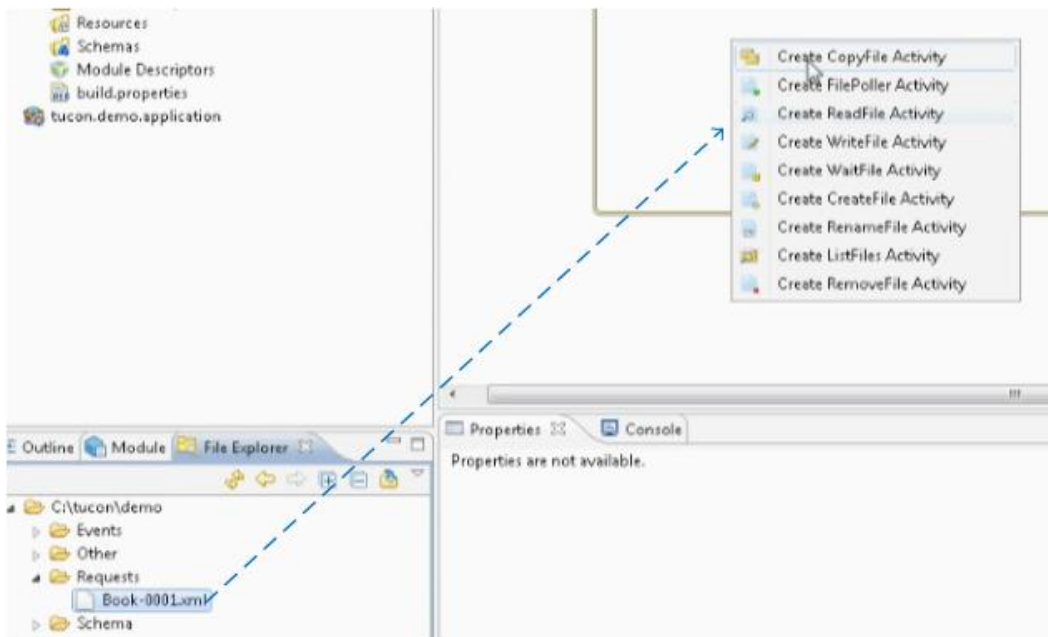 Resources
Schemas
Module Descriptors
build.properties
tucon.demo.application
Create CopyFile Activity
Create FilePoller Activity
Create ReadFile Activity
Create WriteFile Activity
Create WaitFile Activity
Create CreateFile Activity
Create RenameFile Activity
Create ListFiles Activity
Create RemoveFile Activity
Outline Module File Explorer
C:\tucon\demo
Events
Other
Requests
Book-0001.xml
Schema
Properties Console
Properties are not available.